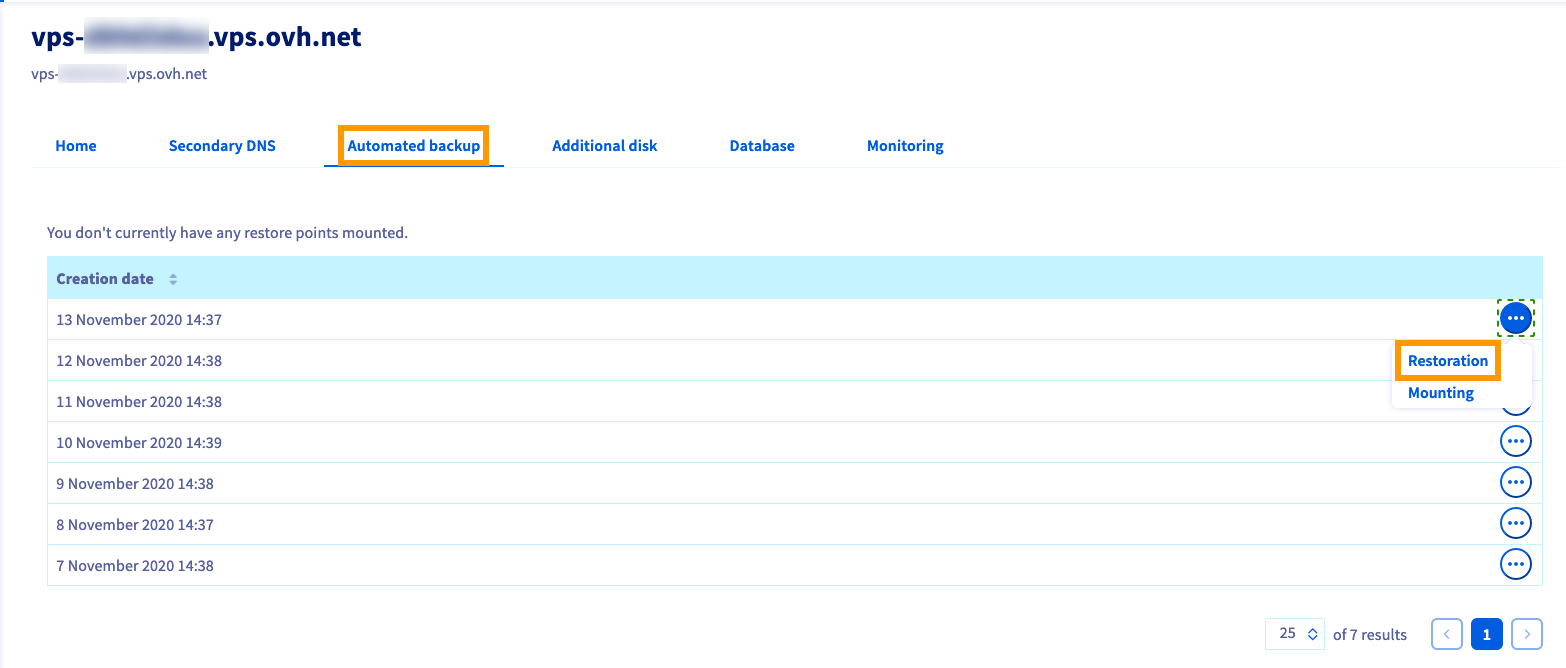 vps- .vps.ovh.net
vps- .vps.ovh.net
Home Secondary DNS Automated backup Additional disk Database Monitoring
You don't currently have any restore points mounted.
Creation date
13 November 2020 14:37
12 November 2020 14:38
Restoration
Mounting
11 November 2020 14:38
10 November 2020 14:39
9 November 2020 14:38
8 November 2020 14:37
7 November 2020 14:38
25 of 7 results 1